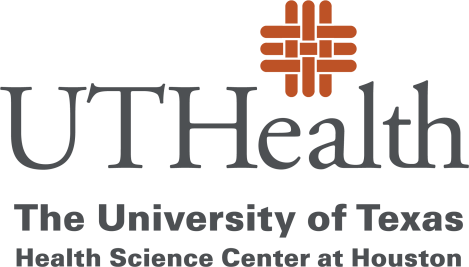 UTHealth
The University of Texas
Health Science Center at Houston